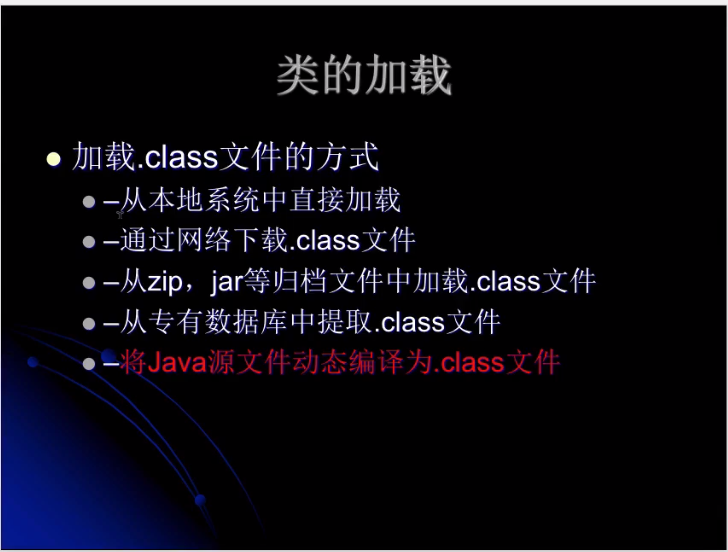 类的加载
加载.class文件的方式
–从本地系统中直接加载
–通过网络下载.class文件
–从zip，jar等归档文件中加载.class文件
–从专有数据库中提取.class文件
–将Java源文件动态编译为.class文件